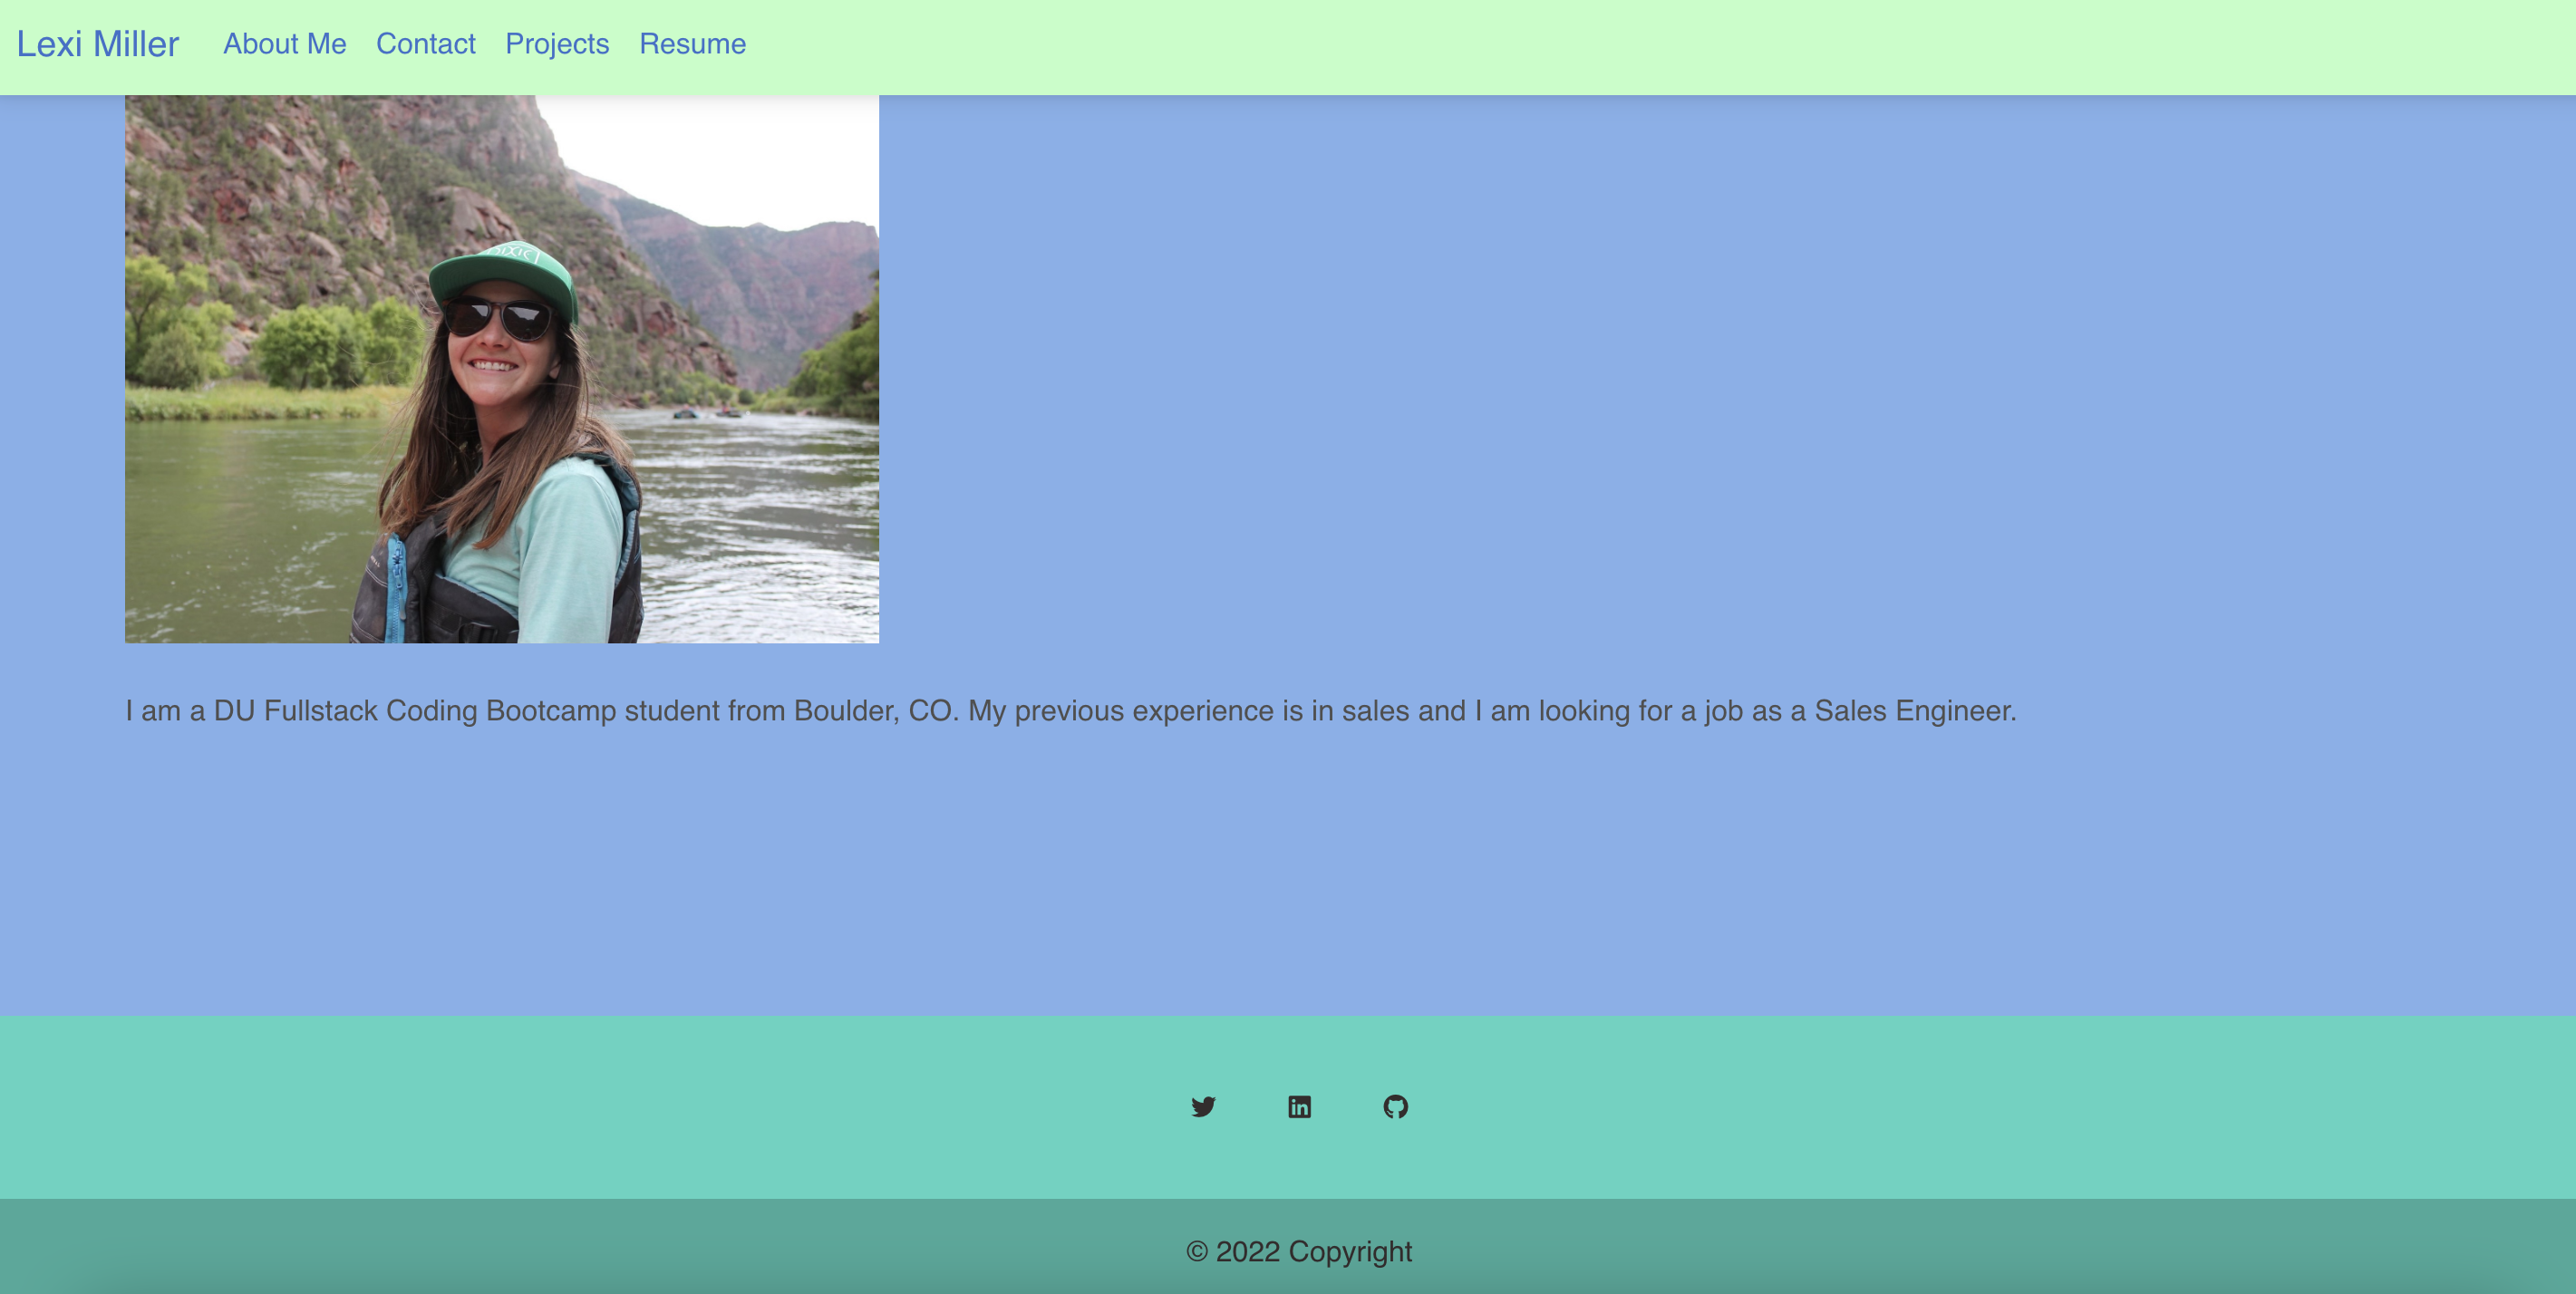 Lexi Miller About Me Contact Projects Resume
I am a DU Fullstack Coding Bootcamp student from Boulder, CO. My previous experience is in sales and I am looking for a job as a Sales Engineer.
© 2022 Copyright